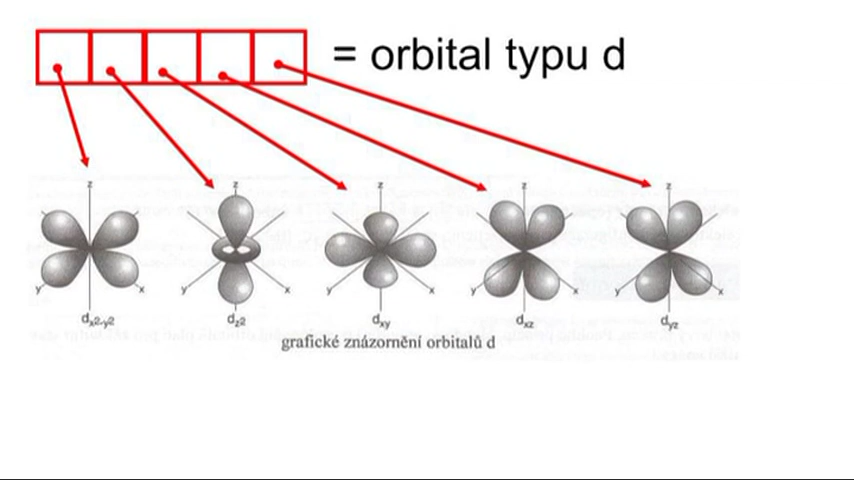 = orbital typu d
z z z z z
y x y x y x y x y x
dx2-y2 dz2 dxy dxz dyz
grafické znázornění orbitalů d